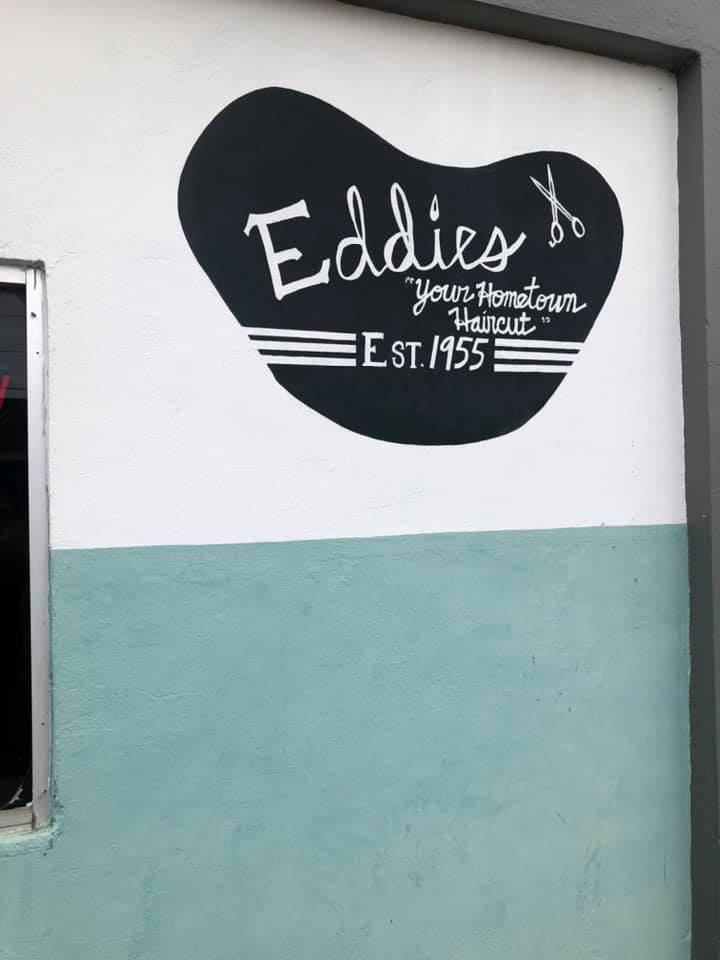 Eddies
"Your Hometown
Haircut"
EST. 1955